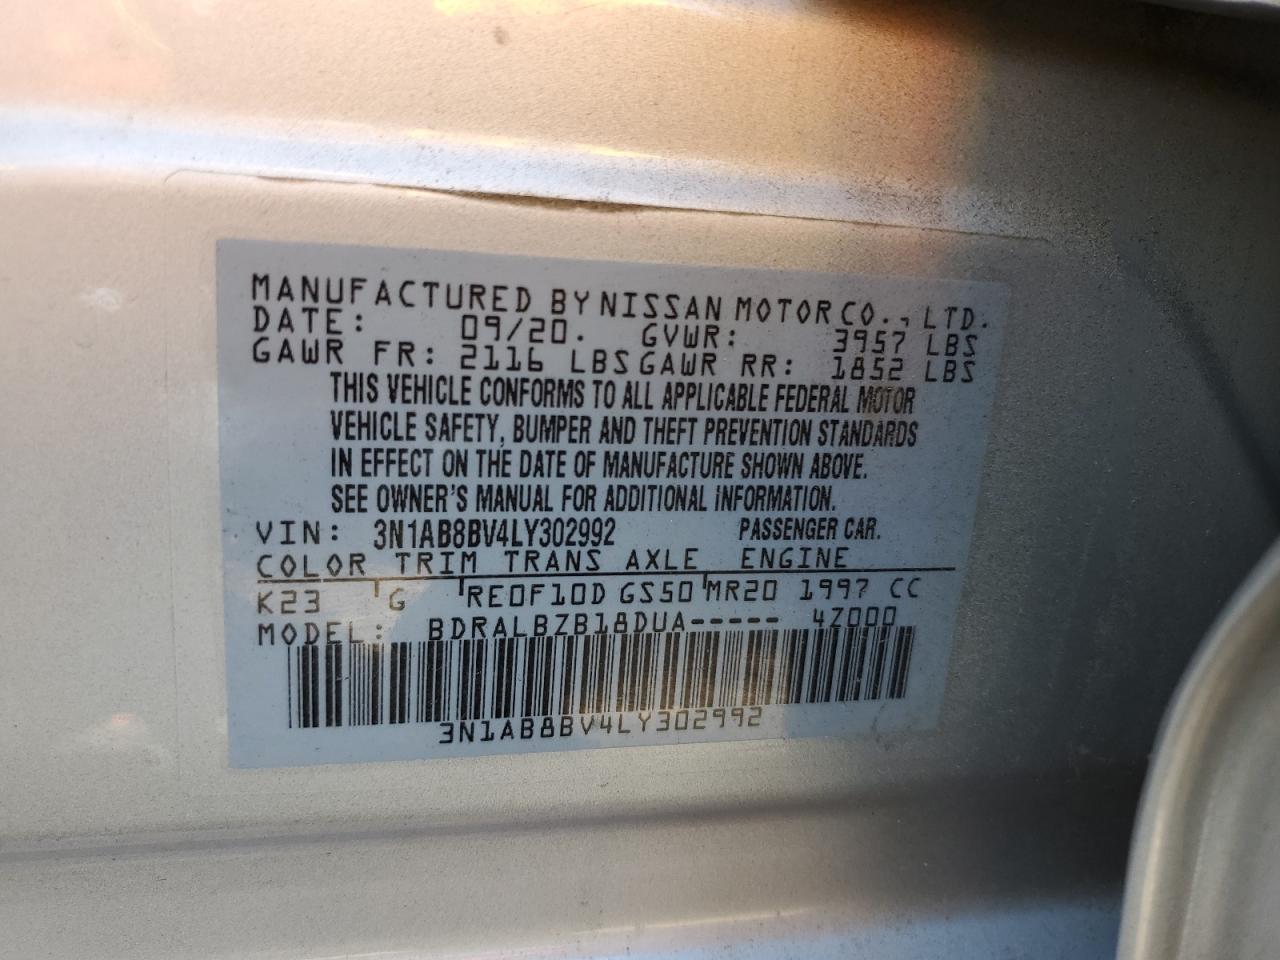 MANUFACTURED BY NISSAN MOTOR CO., LTD.
DATE: 09/20. GVWR: 3957 LBS
GAWR FR: 2116 LBS GAWR RR: 1852 LBS
THIS VEHICLE CONFORMS TO ALL APPLICABLE FEDERAL MOTOR
VEHICLE SAFETY, BUMPER AND THEFT PREVENTION STANDARDS
IN EFFECT ON THE DATE OF MANUFACTURE SHOWN ABOVE.
SEE OWNER'S MANUAL FOR ADDITIONAL INFORMATION.
VIN: 3N1AB8BV4LY302992 PASSENGER CAR.
COLOR TRIM TRANS AXLE ENGINE
K23 G RE0F10D GS50 MR20 1997 CC
MODEL: BDRALBZB18DUA----- 4Z000
3N1AB8BV4LY302992